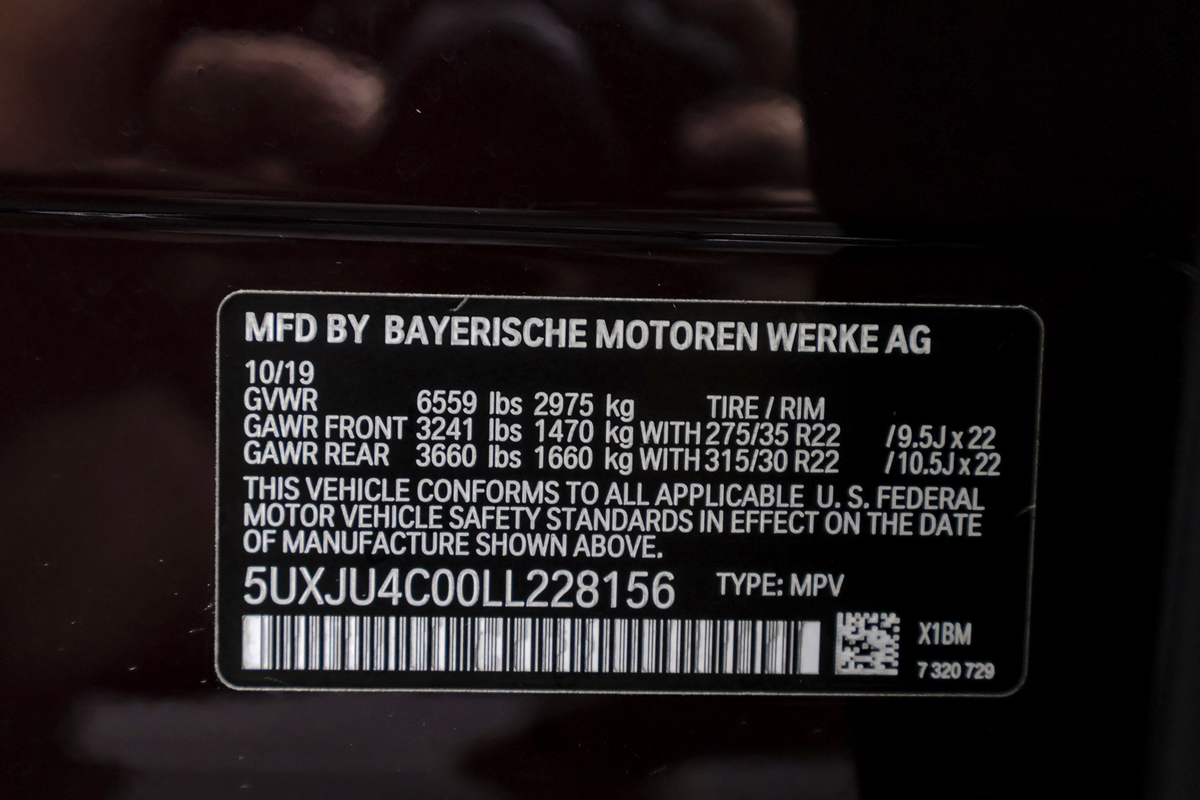 MFD BY BAYERISCHE MOTOREN WERKE AG
10/19
GVWR 6559 lbs 2975 kg TIRE / RIM
GAWR FRONT 3241 lbs 1470 kg WITH 275/35 R22 /9.5J x 22
GAWR REAR 3660 lbs 1660 kg WITH 315/30 R22 /10.5J x 22
THIS VEHICLE CONFORMS TO ALL APPLICABLE U. S. FEDERAL
MOTOR VEHICLE SAFETY STANDARDS IN EFFECT ON THE DATE
OF MANUFACTURE SHOWN ABOVE.
5UXJU4C00LL228156 TYPE: MPV
X1BM
7 320 729